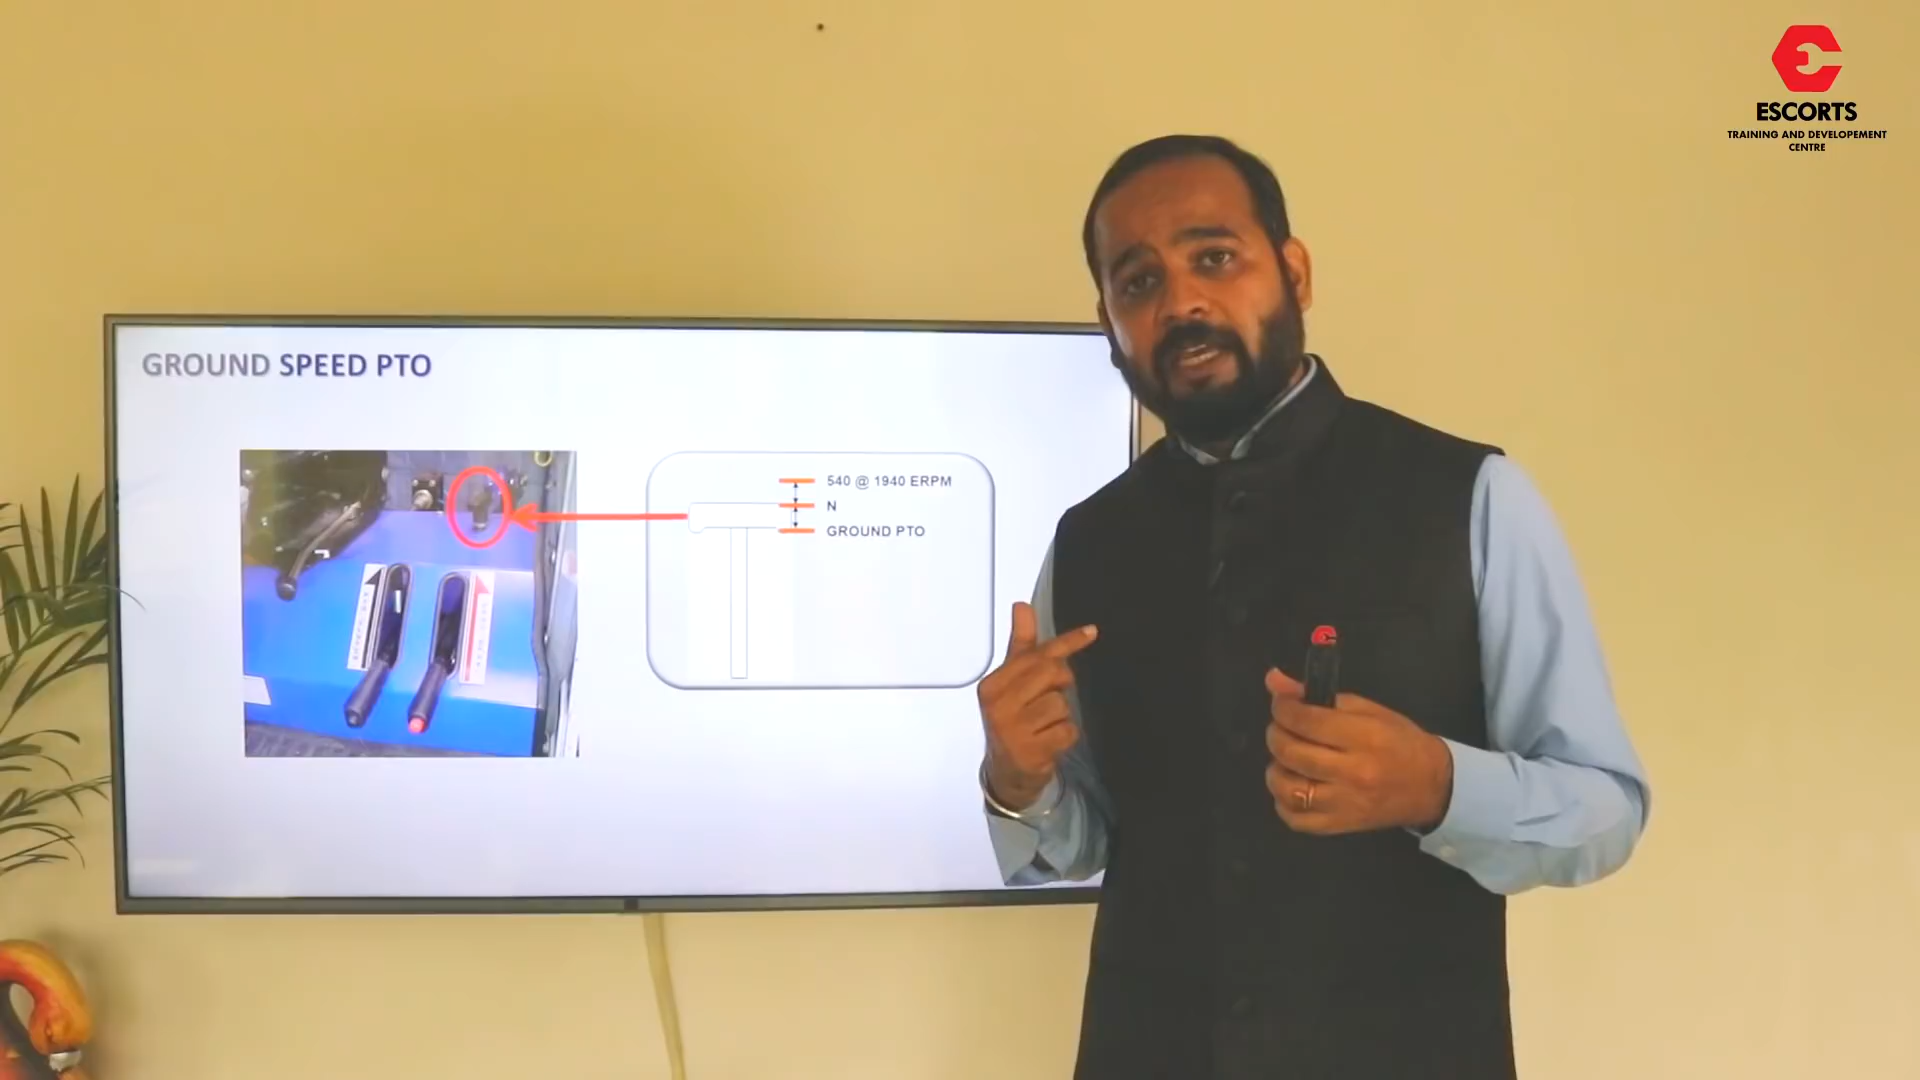 ESCORTS
TRAINING AND DEVELOPEMENT
CENTRE
GROUND SPEED PTO
540 @ 1940 ERPM
N
GROUND PTO